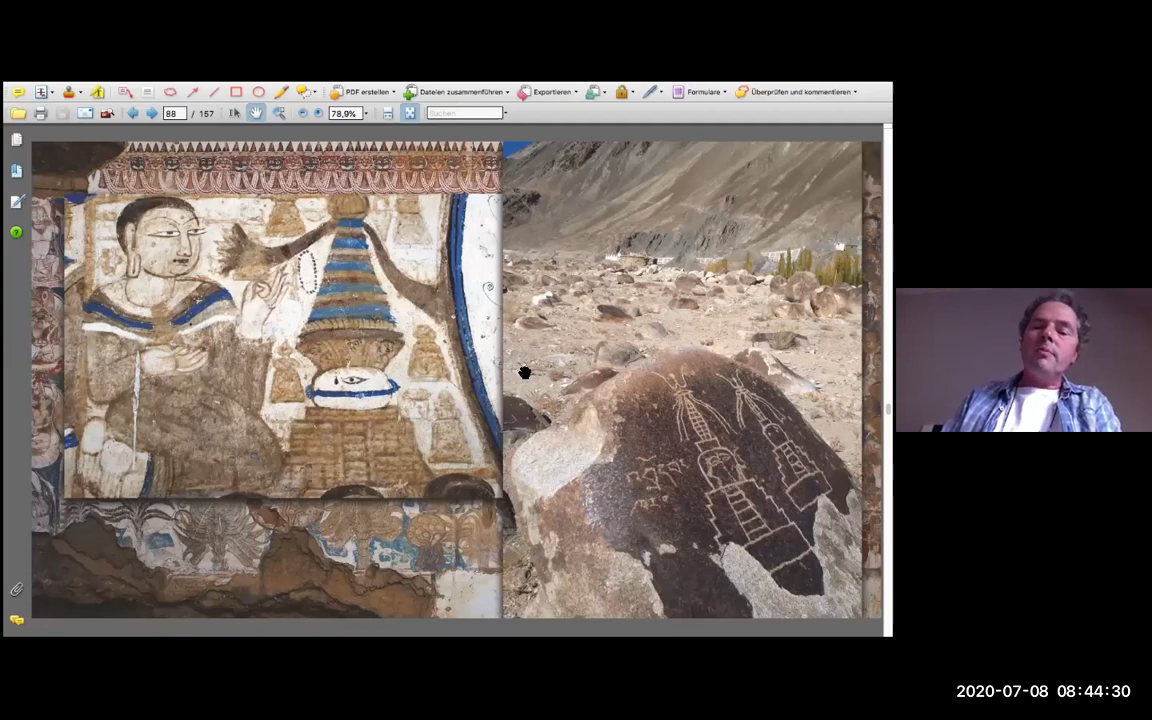 PDF erstellen
Dateien zusammenführen
Exportieren
Formulare
Überprüfen und kommentieren
88 / 157
78,9%
Suchen
2020-07-08 08:44:30